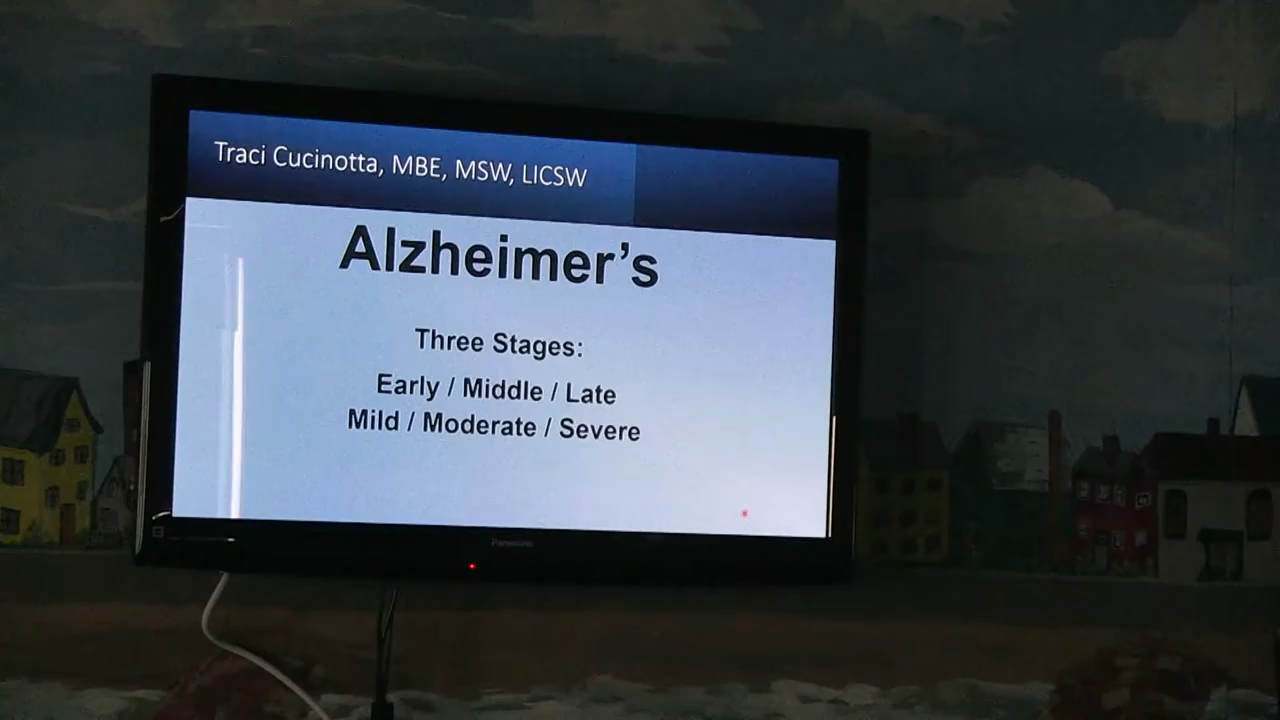 Traci Cucinotta, MBE, MSW, LICSW
Alzheimer’s
Three Stages:
Early / Middle / Late
Mild / Moderate / Severe
Panasonic